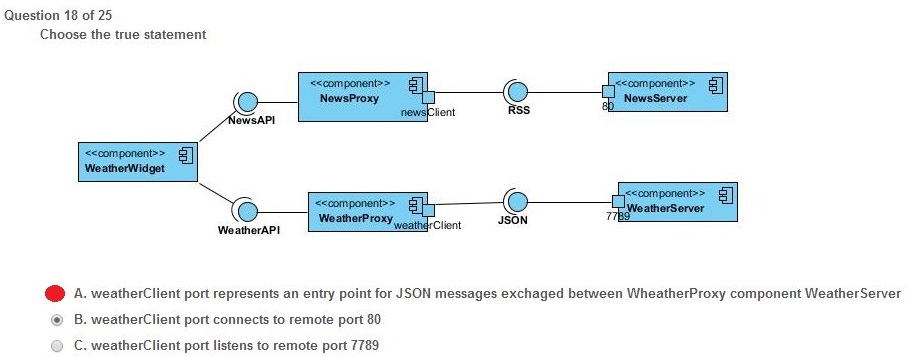 Question 18 of 25
Choose the true statement
<<component>>
NewsProxy
newsClient
NewsAPI
RSS
<<component>>
NewsServer
80
<<component>>
WeatherWidget
<<component>>
WeatherProxy
weatherClient
WeatherAPI
JSON
<<component>>
WeatherServer
7789
A. weatherClient port represents an entry point for JSON messages exchaged between WheatherProxy component WeatherServer
B. weatherClient port connects to remote port 80
C. weatherClient port listens to remote port 7789